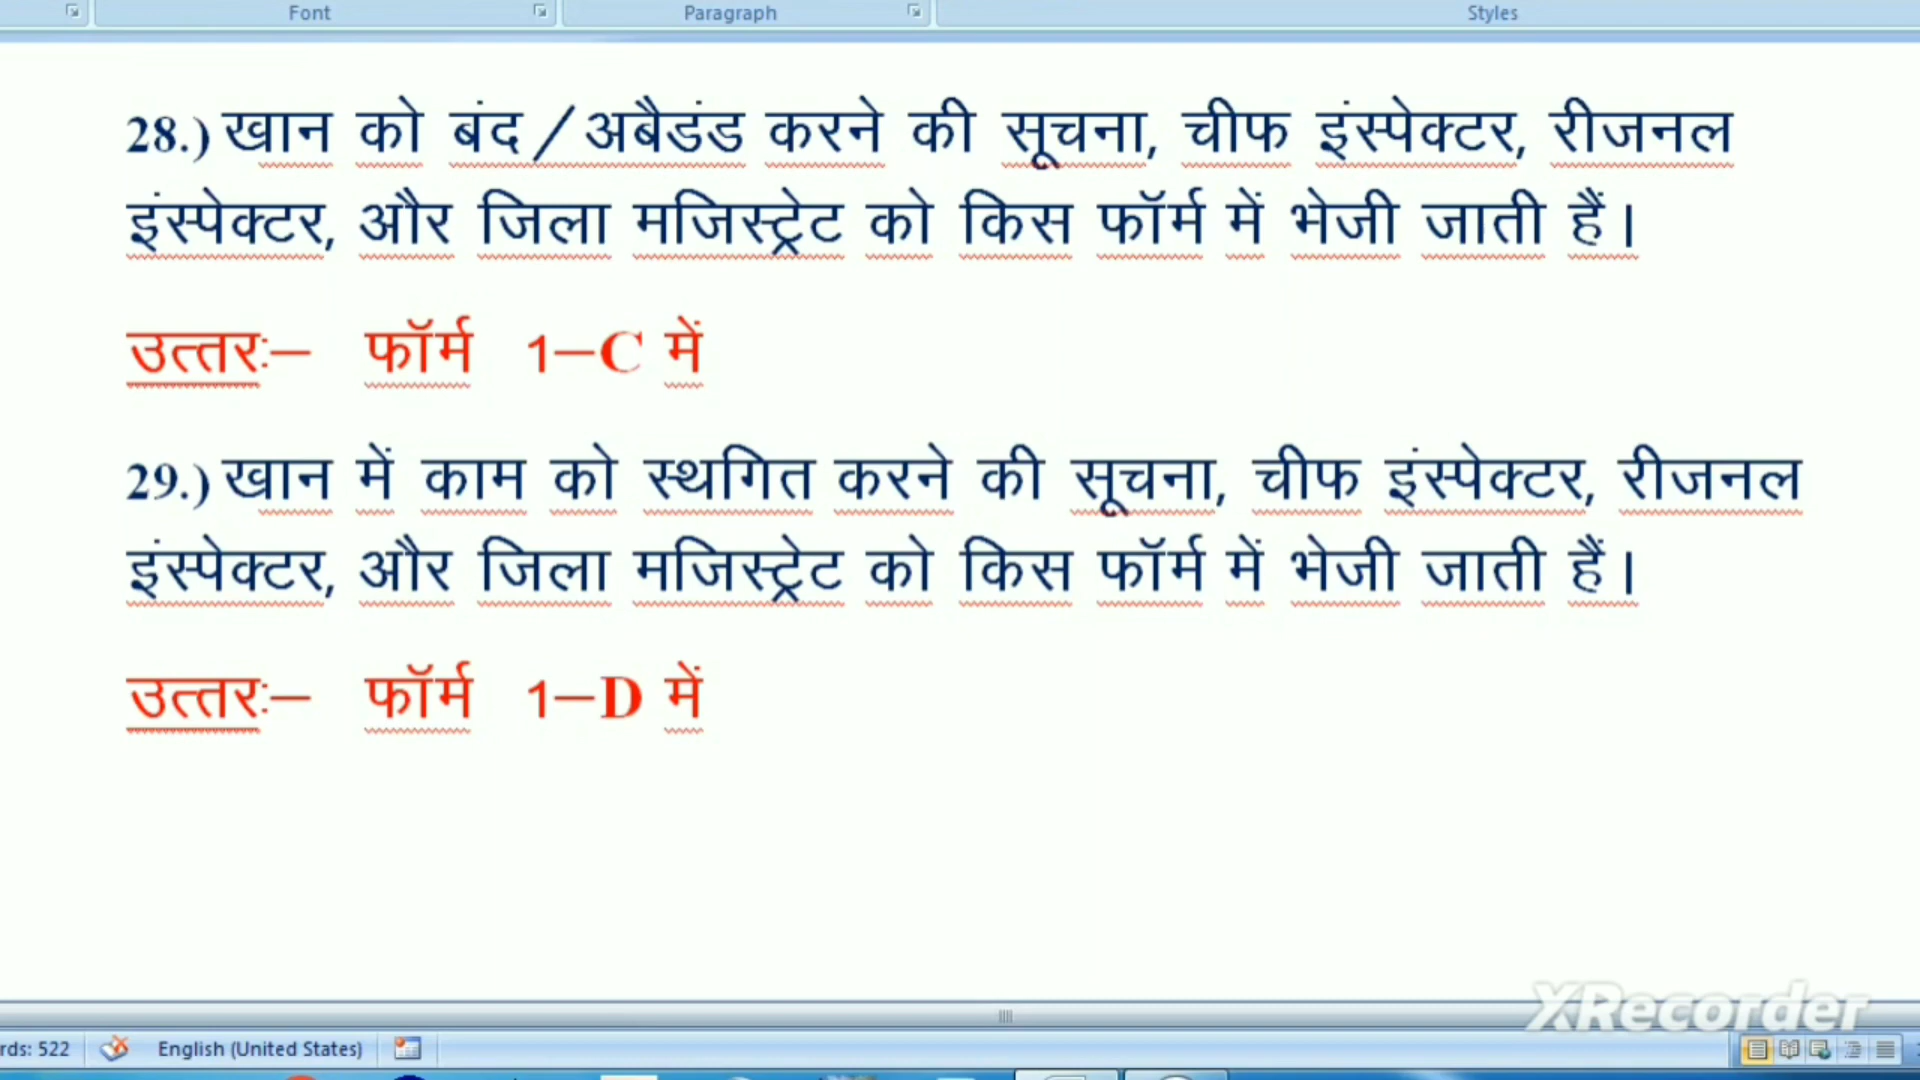 Font Paragraph Styles
28.) खान को बंद/अबैडंड करने की सूचना, चीफ इंस्पेक्टर, रीजनल
इंस्पेक्टर, और जिला मजिस्ट्रेट को किस फॉर्म में भेजी जाती हैं।
उत्तरः– फॉर्म 1–C में
29.) खान में काम को स्थगित करने की सूचना, चीफ इंस्पेक्टर, रीजनल
इंस्पेक्टर, और जिला मजिस्ट्रेट को किस फॉर्म में भेजी जाती हैं।
उत्तरः– फॉर्म 1–D में
XRecorder
rds: 522 English (United States)